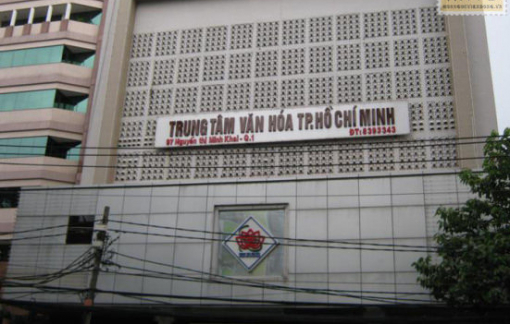 TRUNG TÂM VĂN HÓA TP.HỒ CHÍ MINH
97 Nguyễn Thị Minh Khai - Q.1 ĐT:8393343